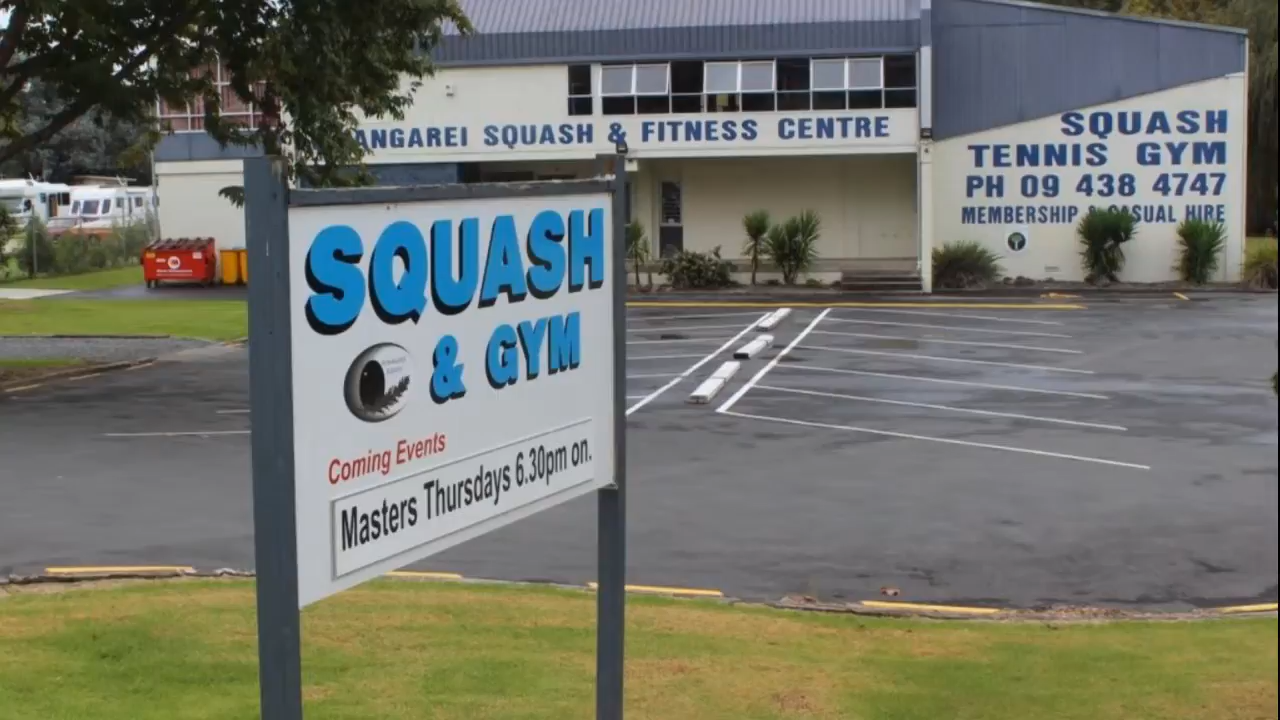 ANGAREI SQUASH & FITNESS CENTRE
SQUASH
TENNIS GYM
PH 09 438 4747
MEMBERSHIP & CASUAL HIRE
SQUASH
& GYM
Coming Events
Masters Thursdays 6.30pm on.